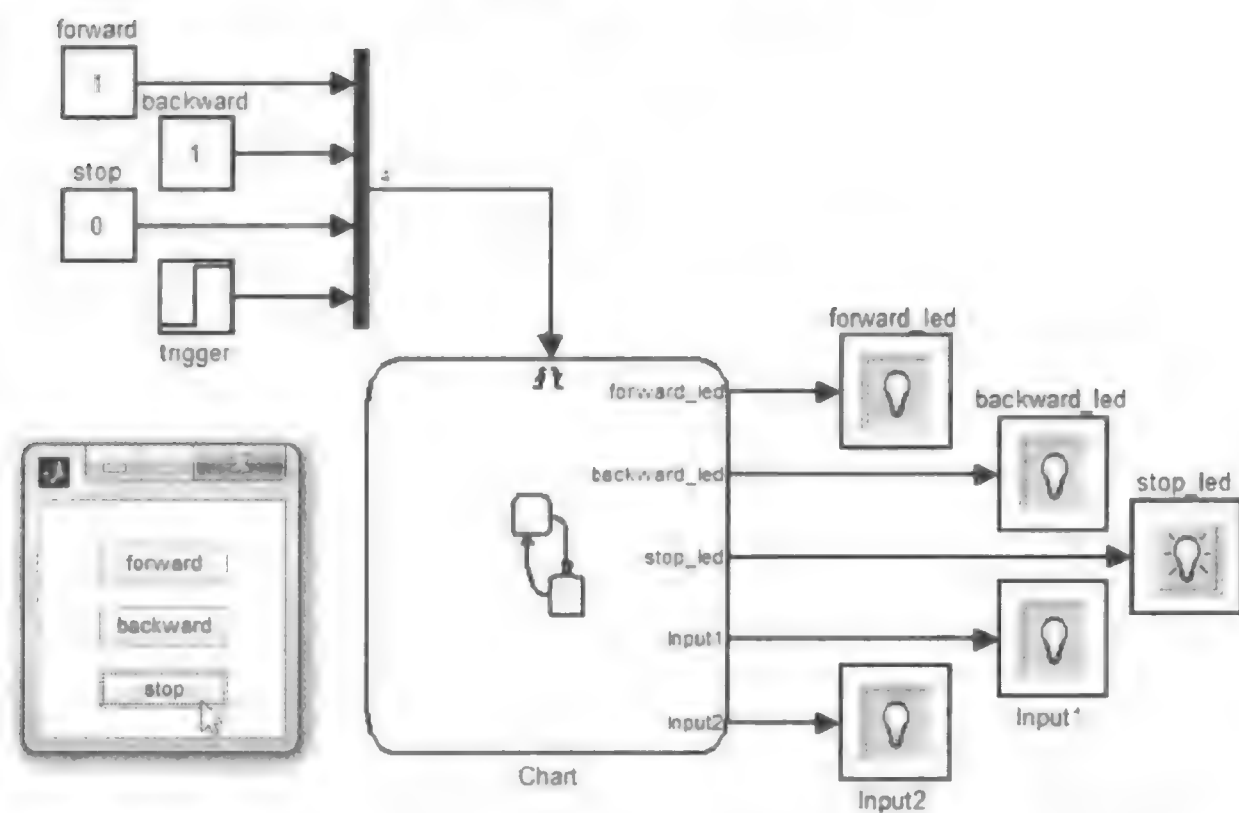 forward
1
backward
1
stop
0
trigger
forward_led
backward_led
stop_led
Input1
Input2
Chart
forward_led
backward_led
stop_led
Input1
Input2
forward
backward
stop